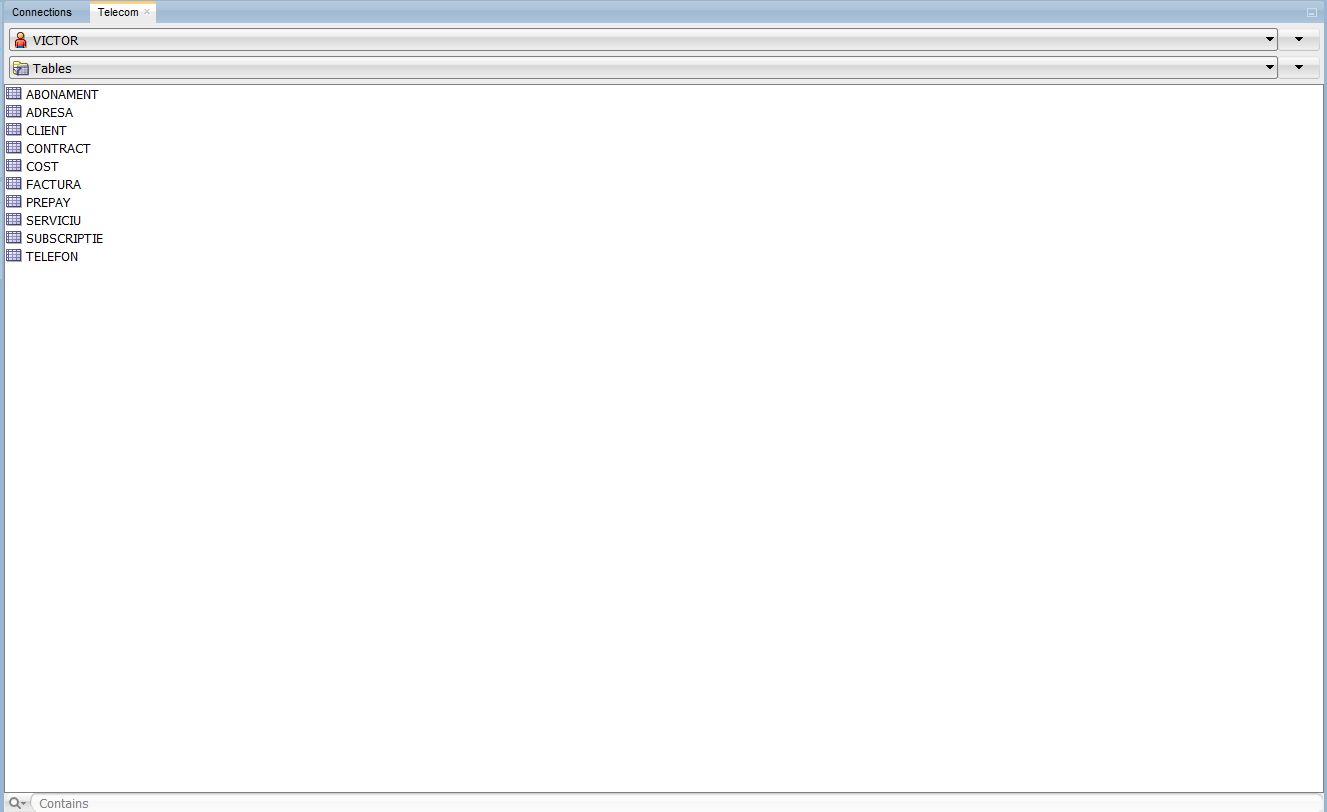 Connections Telecom
VICTOR
Tables
ABONAMENT
ADRESA
CLIENT
CONTRACT
COST
FACTURA
PREPAY
SERVICIU
SUBSCRIPTIE
TELEFON
Contains